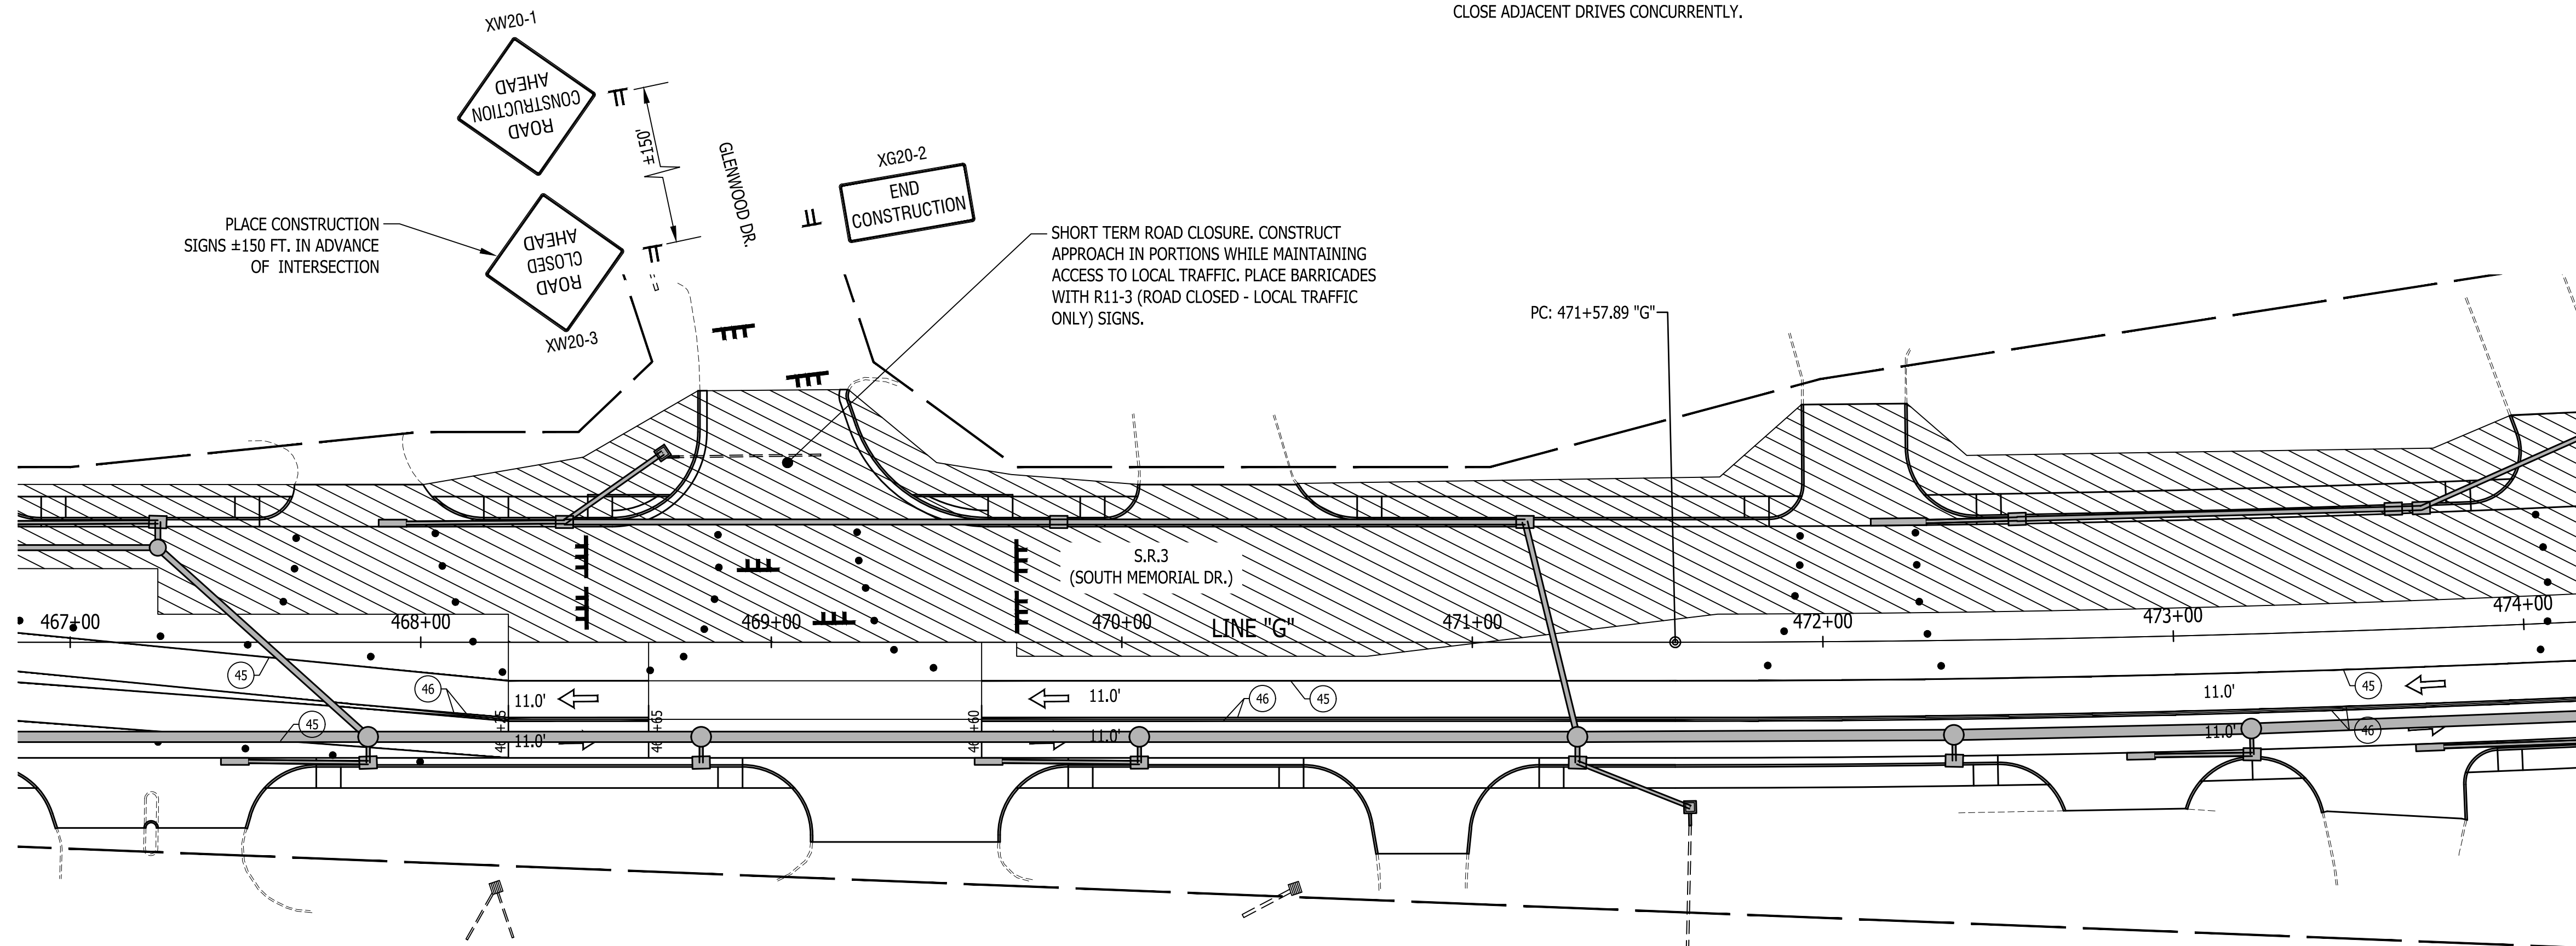 CLOSE ADJACENT DRIVES CONCURRENTLY.
XW20-1
ROAD
CONSTRUCTION
AHEAD
±150'
GLENWOOD DR.
XG20-2
END
CONSTRUCTION
PLACE CONSTRUCTION
SIGNS ±150 FT. IN ADVANCE
OF INTERSECTION
ROAD
CLOSED
AHEAD
XW20-3
SHORT TERM ROAD CLOSURE. CONSTRUCT
APPROACH IN PORTIONS WHILE MAINTAINING
ACCESS TO LOCAL TRAFFIC. PLACE BARRICADES
WITH R11-3 (ROAD CLOSED - LOCAL TRAFFIC
ONLY) SIGNS.
PC: 471+57.89 "G"
S.R.3
(SOUTH MEMORIAL DR.)
467+00
468+00
469+00
470+00
LINE "G"
471+00
472+00
473+00
474+00
45
46
11.0'
11.0'
46
45
11.0'
45
45
11.0'
11.0'
11.0'
46